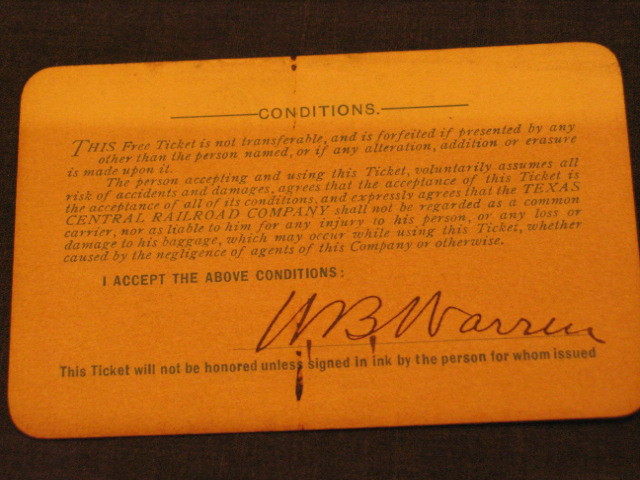 CONDITIONS.
THIS Free Ticket is not transferable, and is forfeited if presented by any
other than the person named, or if any alteration, addition or erasure
is made upon it.
The person accepting and using this Ticket, voluntarily assumes all
risk of accidents and damages, agrees that the acceptance of this Ticket is
the acceptance of all of its conditions, and expressly agrees that the TEXAS
CENTRAL RAILROAD COMPANY shall not be regarded as a common
carrier, nor as liable to him for any injury to his person, or any loss or
damage to his baggage, which may occur while using this Ticket, whether
caused by the negligence of agents of this Company or otherwise.
I ACCEPT THE ABOVE CONDITIONS:
W.B. Warren
This Ticket will not be honored unless signed in ink by the person for whom issued